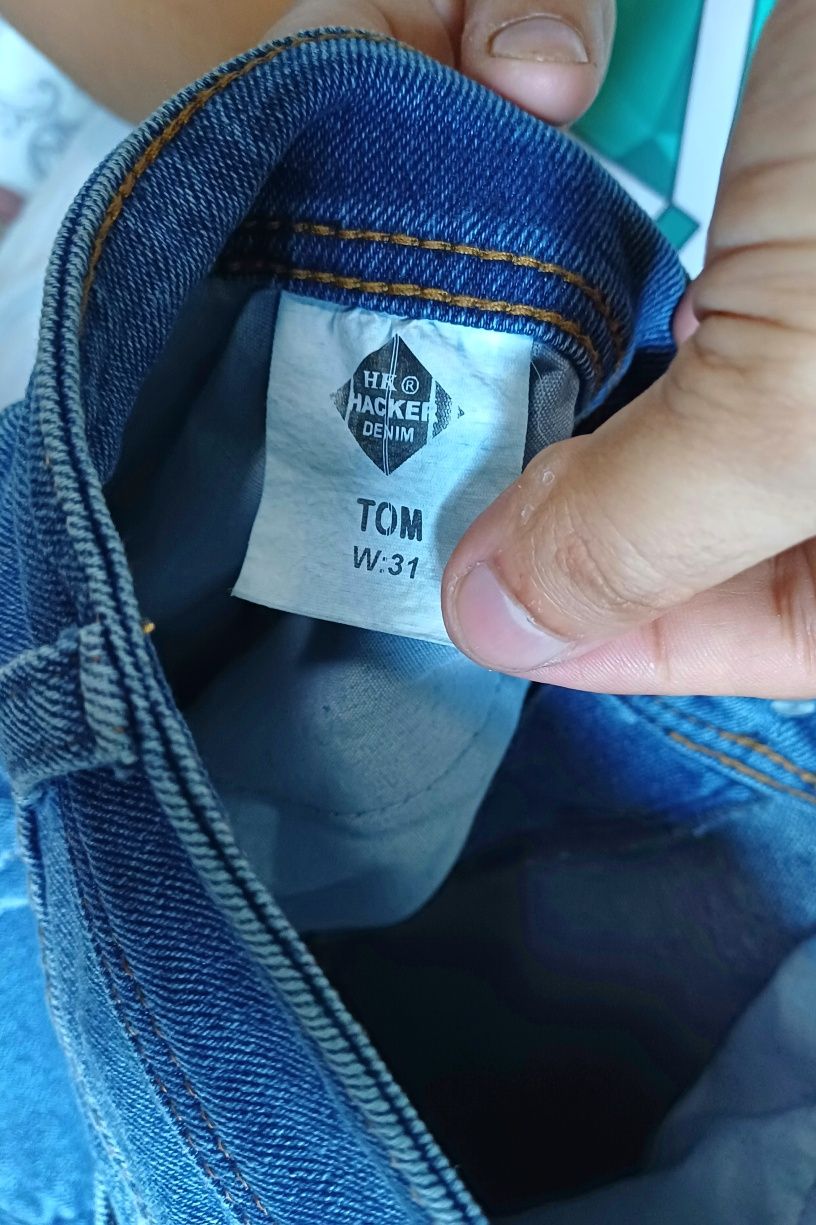 HK ®
HACKER
DENIM
TOM
W:31